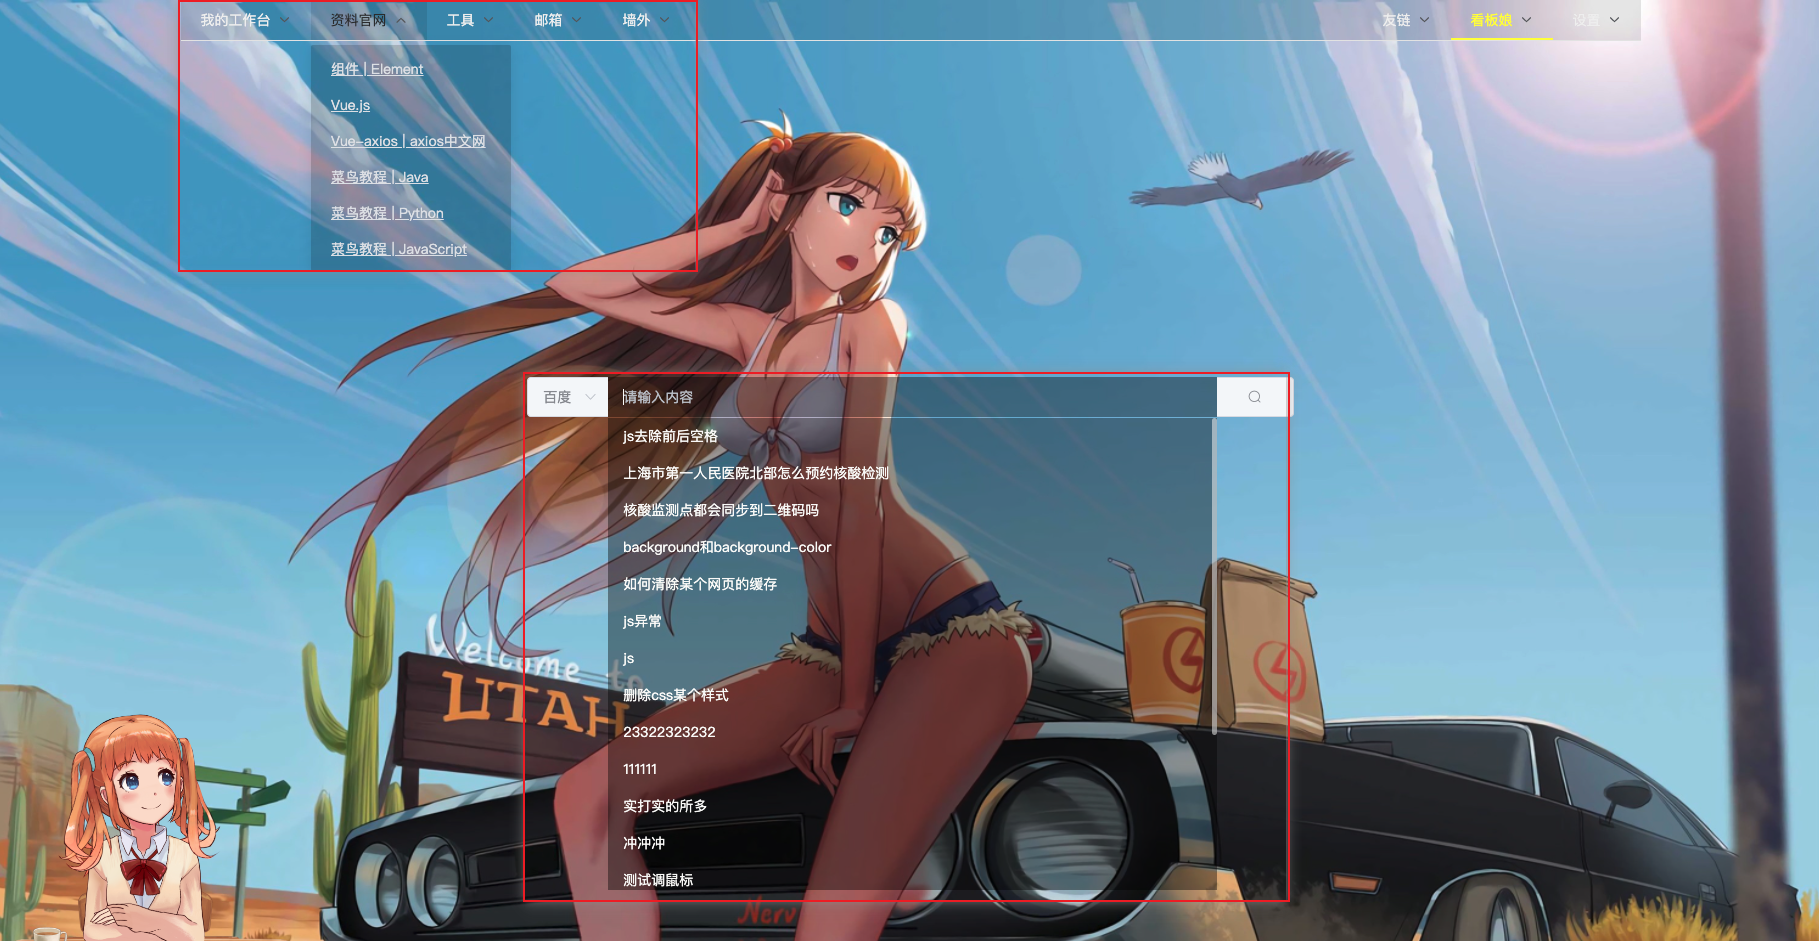 我的工作台 资料官网 工具 邮箱 墙外 友链 看板娘 设置
组件 | Element
Vue.js
Vue-axios | axios中文网
菜鸟教程 | Java
菜鸟教程 | Python
菜鸟教程 | JavaScript
百度 请输入内容
js去除前后空格
上海市第一人民医院北部怎么预约核酸检测
核酸监测点都会同步到二维码吗
background和background-color
如何清除某个网页的缓存
js异常
js
删除css某个样式
23322323232
111111
实打实的所多
冲冲冲
测试调鼠标
Welcome to
UTAH
Nerv